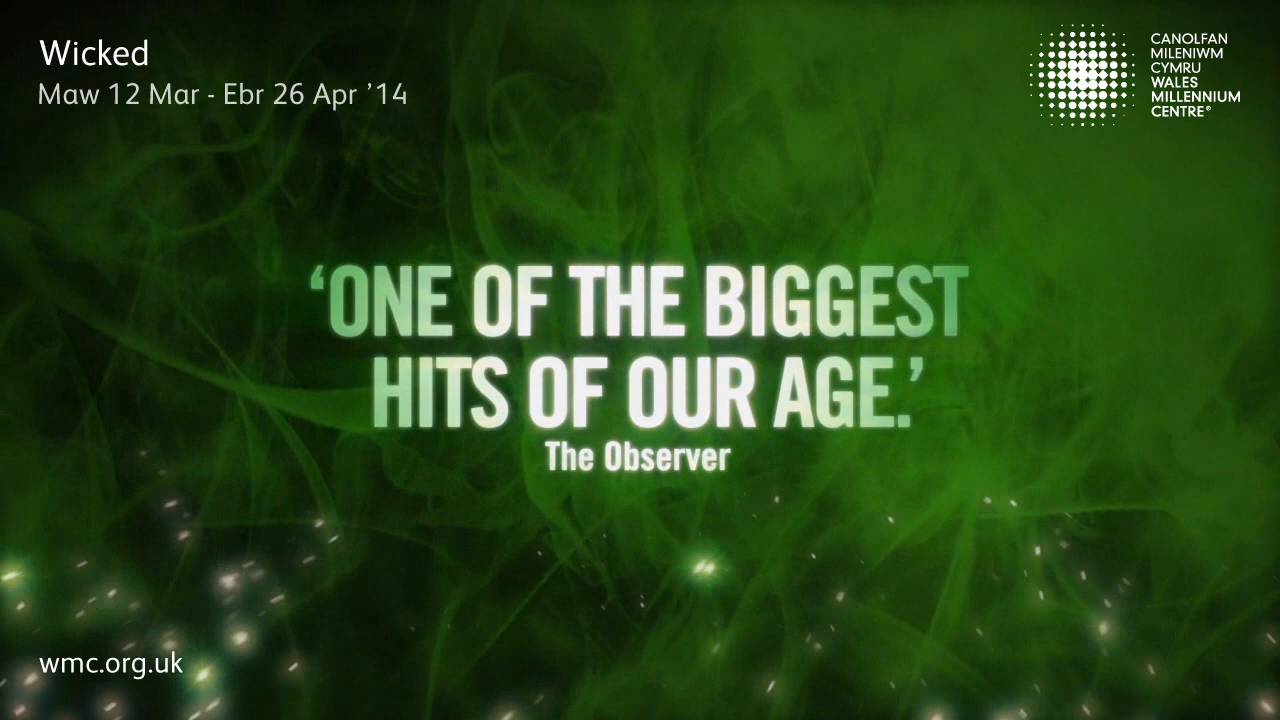 Wicked
Maw 12 Mar - Ebr 26 Apr ’14
CANOLFAN
MILENIWM
CYMRU
WALES
MILLENNIUM
CENTRE®
‘ONE OF THE BIGGEST
HITS OF OUR AGE.’
The Observer
wmc.org.uk